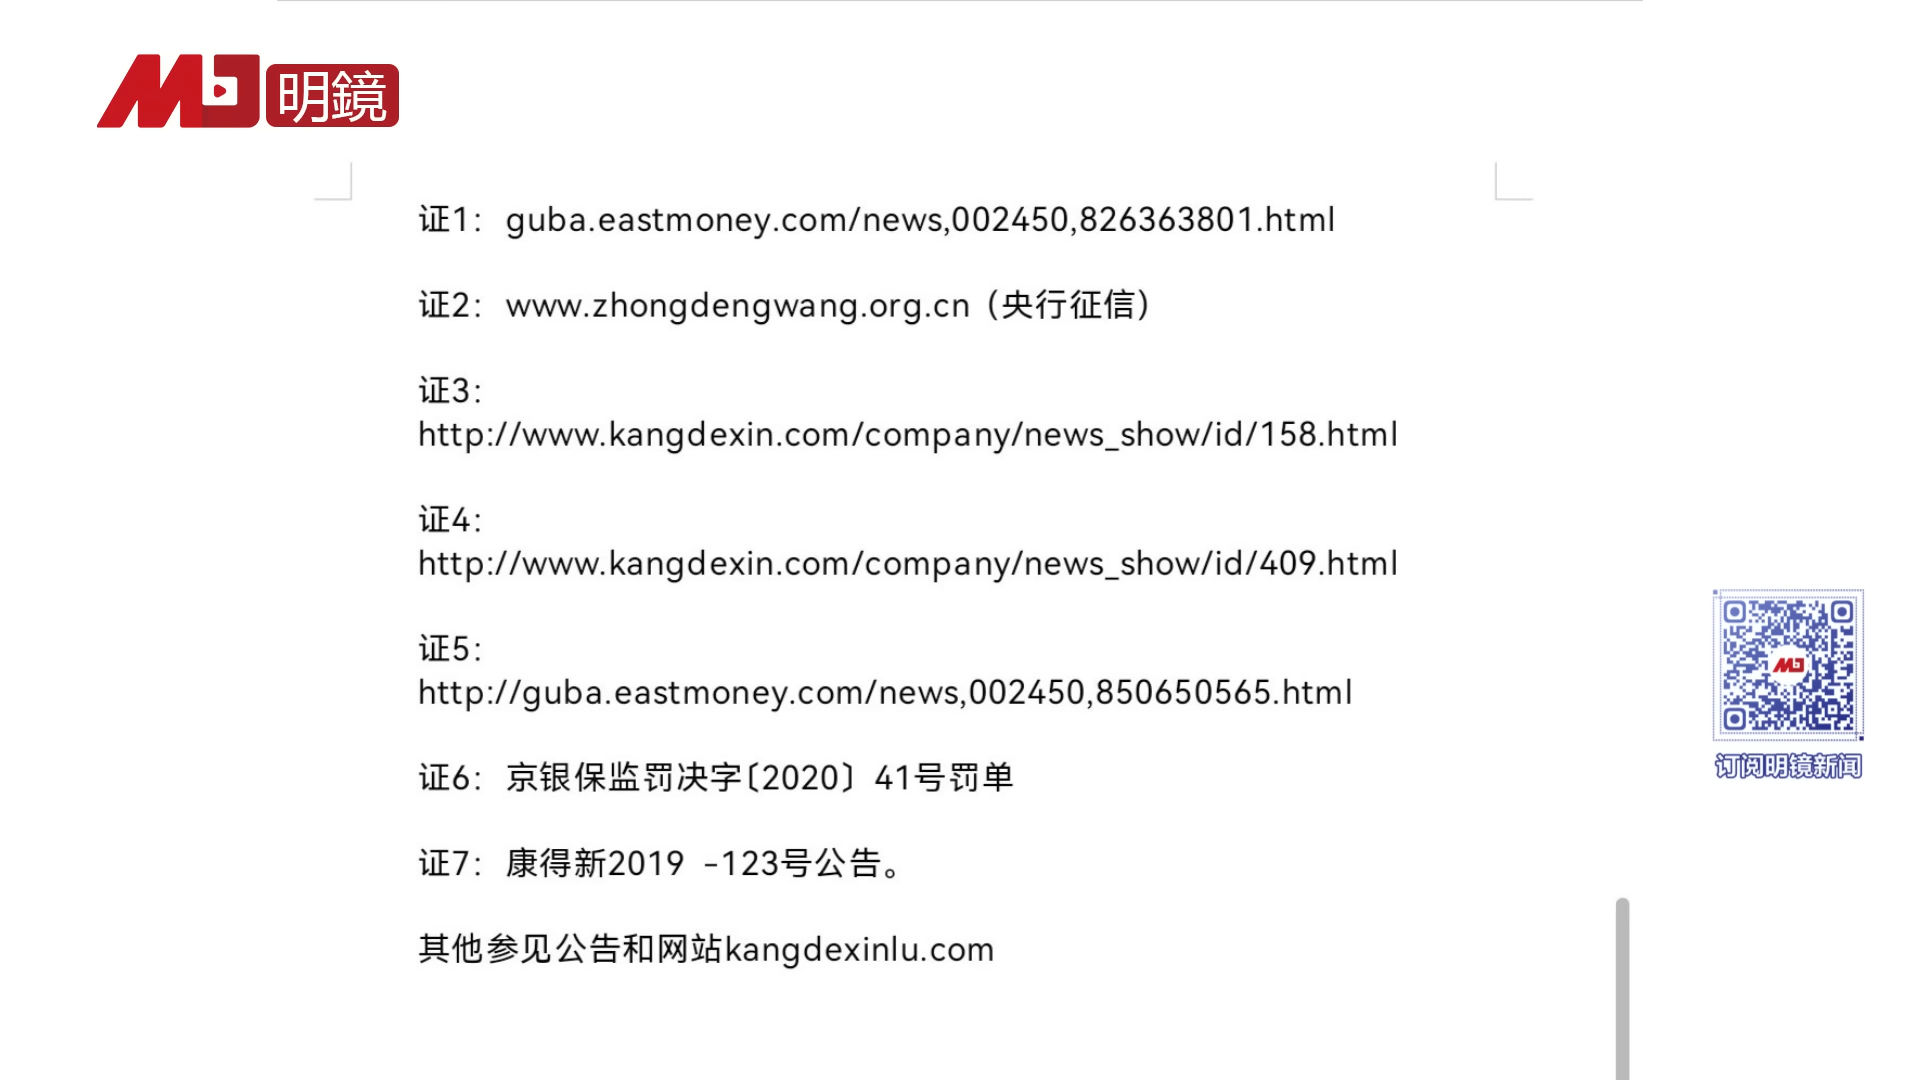 MJ明鏡
证1：guba.eastmoney.com/news,002450,826363801.html
证2：www.zhongdengwang.org.cn（央行征信）
证3：
http://www.kangdexin.com/company/news_show/id/158.html
证4：
http://www.kangdexin.com/company/news_show/id/409.html
证5：
http://guba.eastmoney.com/news,002450,850650565.html
证6：京银保监罚决字〔2020〕41号罚单
证7：康得新2019 -123号公告。
其他参见公告和网站kangdexinlu.com
MJ
订阅明镜新闻